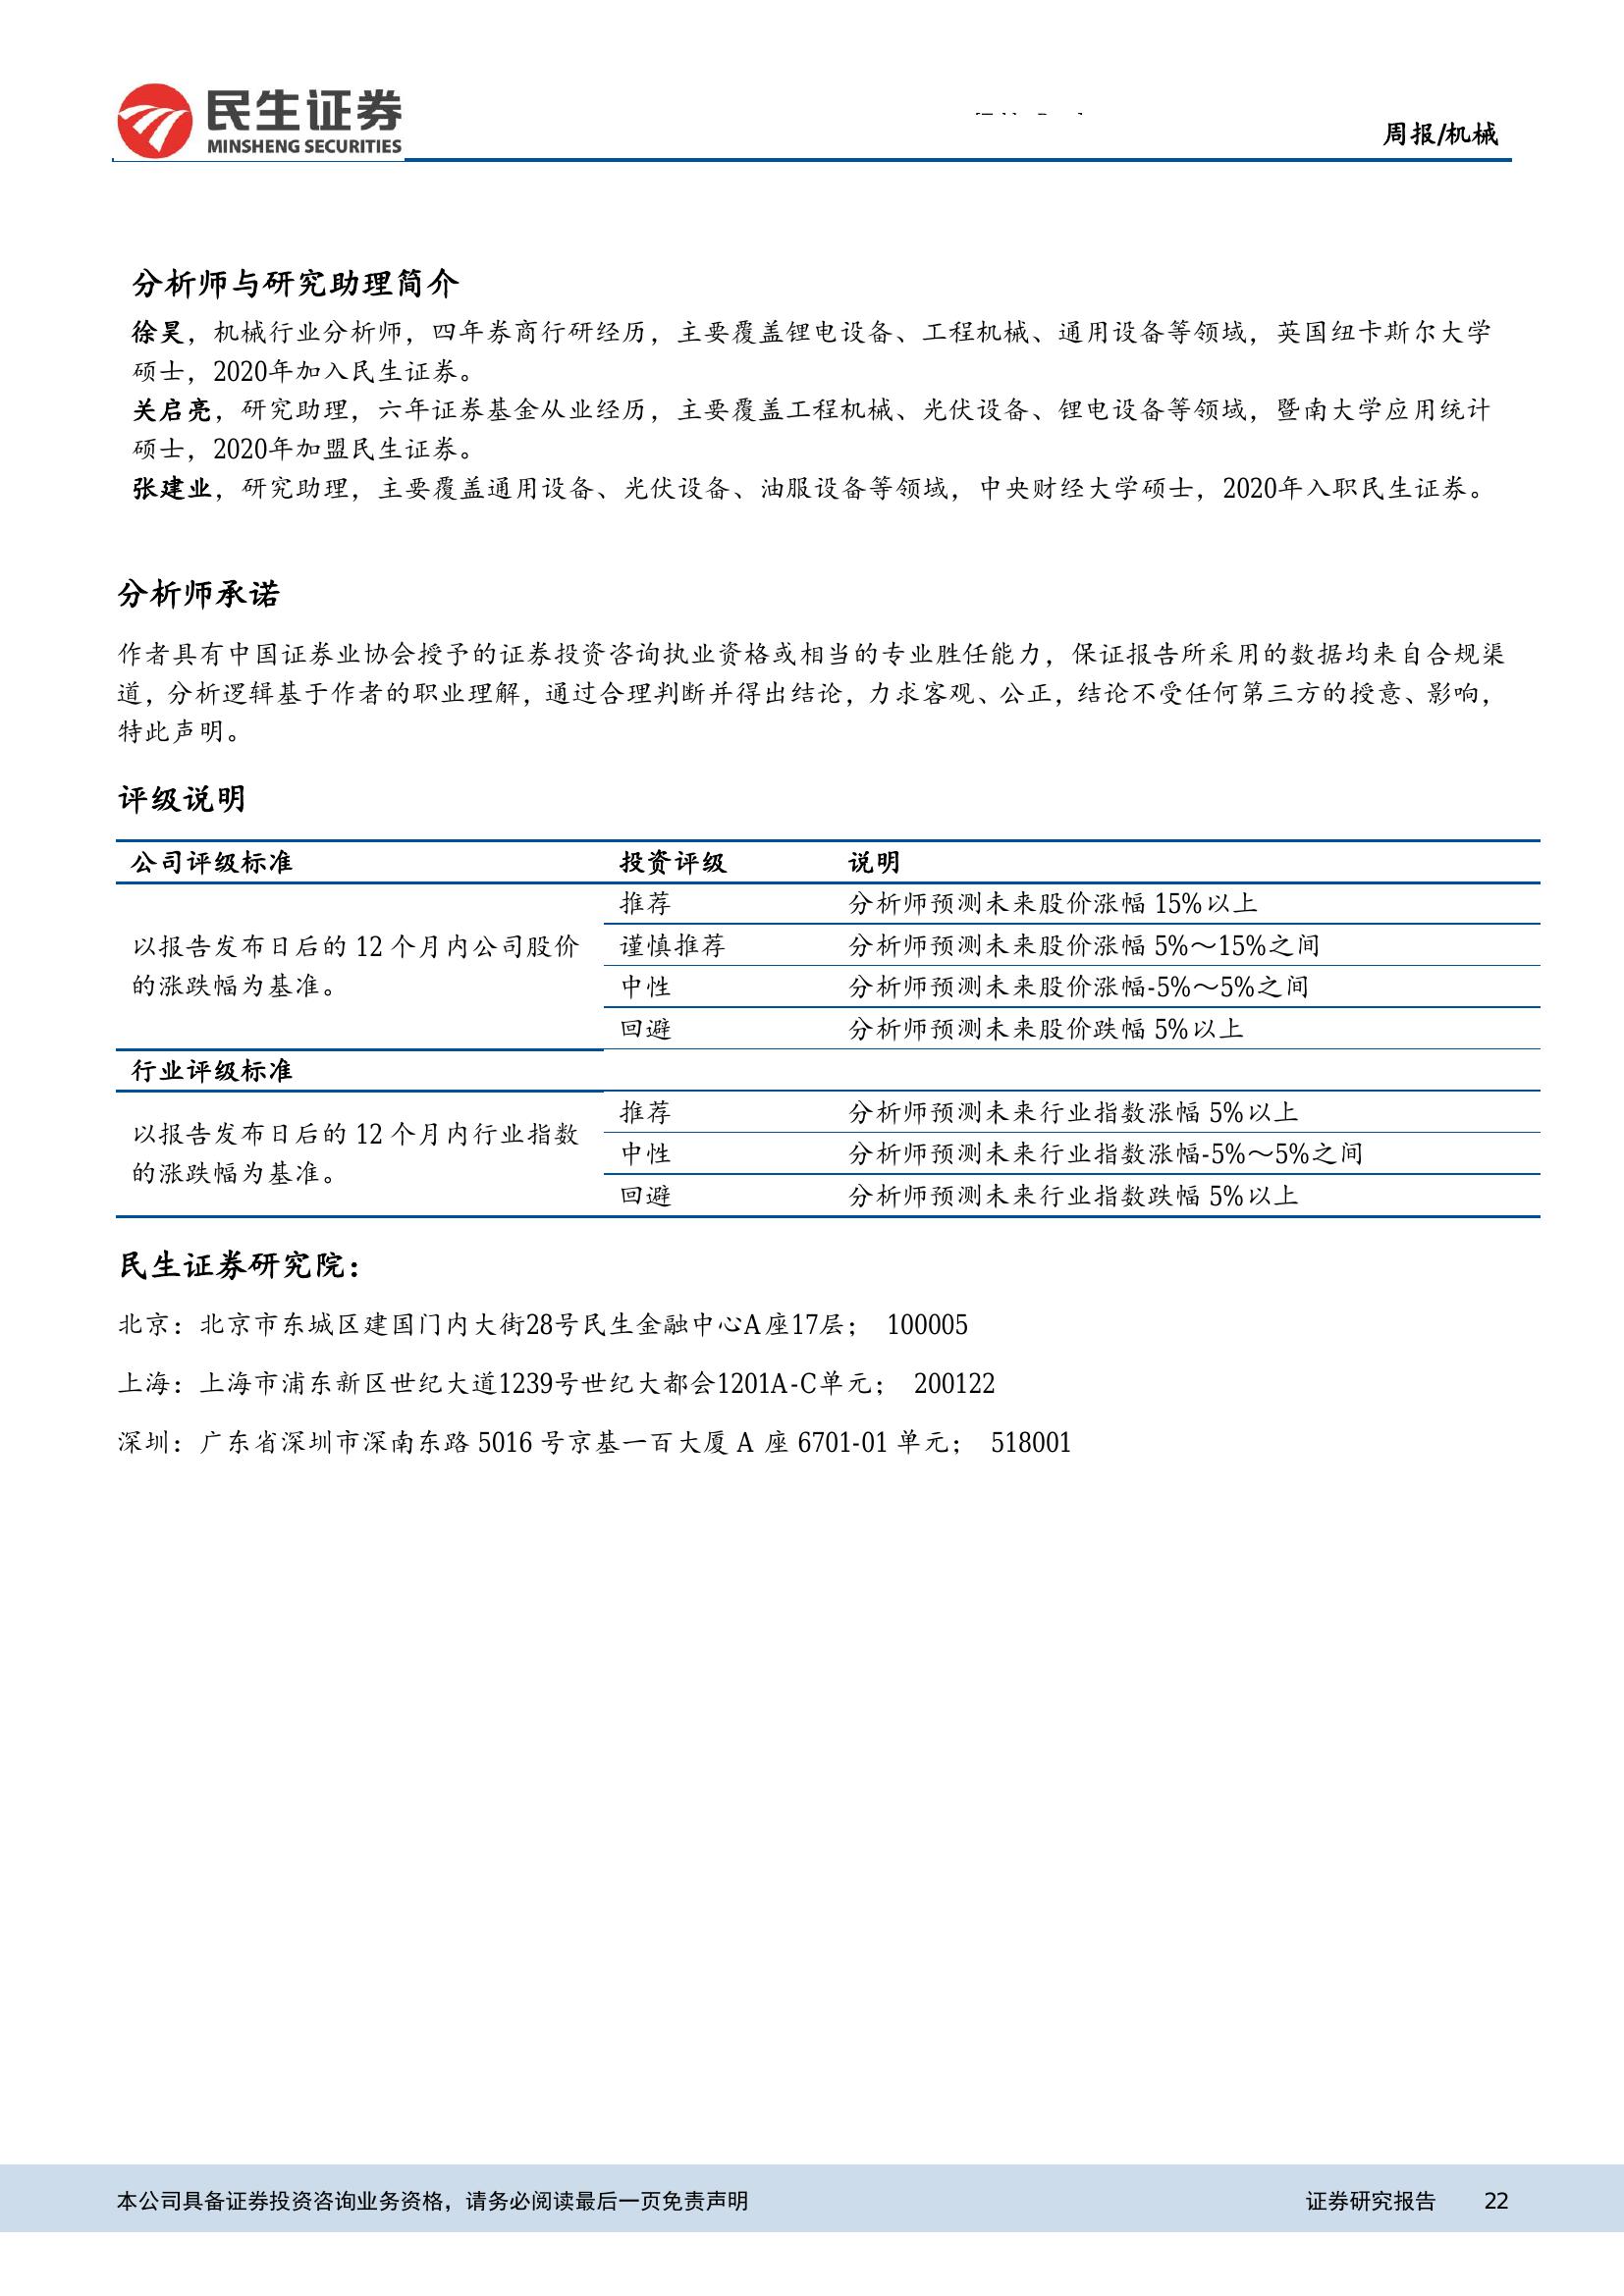 民生证券
MINSHENG SECURITIES
周报/机械
分析师与研究助理简介
徐昊，机械行业分析师，四年券商行研经历，主要覆盖锂电设备、工程机械、通用设备等领域，英国纽卡斯尔大学
硕士，2020年加入民生证券。
关启亮，研究助理，六年证券基金从业经历，主要覆盖工程机械、光伏设备、锂电设备等领域，暨南大学应用统计
硕士，2020年加盟民生证券。
张建业，研究助理，主要覆盖通用设备、光伏设备、油服设备等领域，中央财经大学硕士，2020年入职民生证券。
分析师承诺
作者具有中国证券业协会授予的证券投资咨询执业资格或相当的专业胜任能力，保证报告所采用的数据均来自合规渠
道，分析逻辑基于作者的职业理解，通过合理判断并得出结论，力求客观、公正，结论不受任何第三方的授意、影响，
特此声明。
评级说明
公司评级标准 投资评级 说明
以报告发布日后的 12 个月内公司股价
的涨跌幅为基准。
推荐 分析师预测未来股价涨幅 15%以上
谨慎推荐 分析师预测未来股价涨幅 5%～15%之间
中性 分析师预测未来股价涨幅-5%～5%之间
回避 分析师预测未来股价跌幅 5%以上
行业评级标准
以报告发布日后的 12 个月内行业指数
的涨跌幅为基准。
推荐 分析师预测未来行业指数涨幅 5%以上
中性 分析师预测未来行业指数涨幅-5%～5%之间
回避 分析师预测未来行业指数跌幅 5%以上
民生证券研究院：
北京：北京市东城区建国门内大街28号民生金融中心A座17层； 100005
上海：上海市浦东新区世纪大道1239号世纪大都会1201A-C单元； 200122
深圳：广东省深圳市深南东路 5016 号京基一百大厦 A 座 6701-01 单元； 518001
本公司具备证券投资咨询业务资格，请务必阅读最后一页免责声明 证券研究报告 22